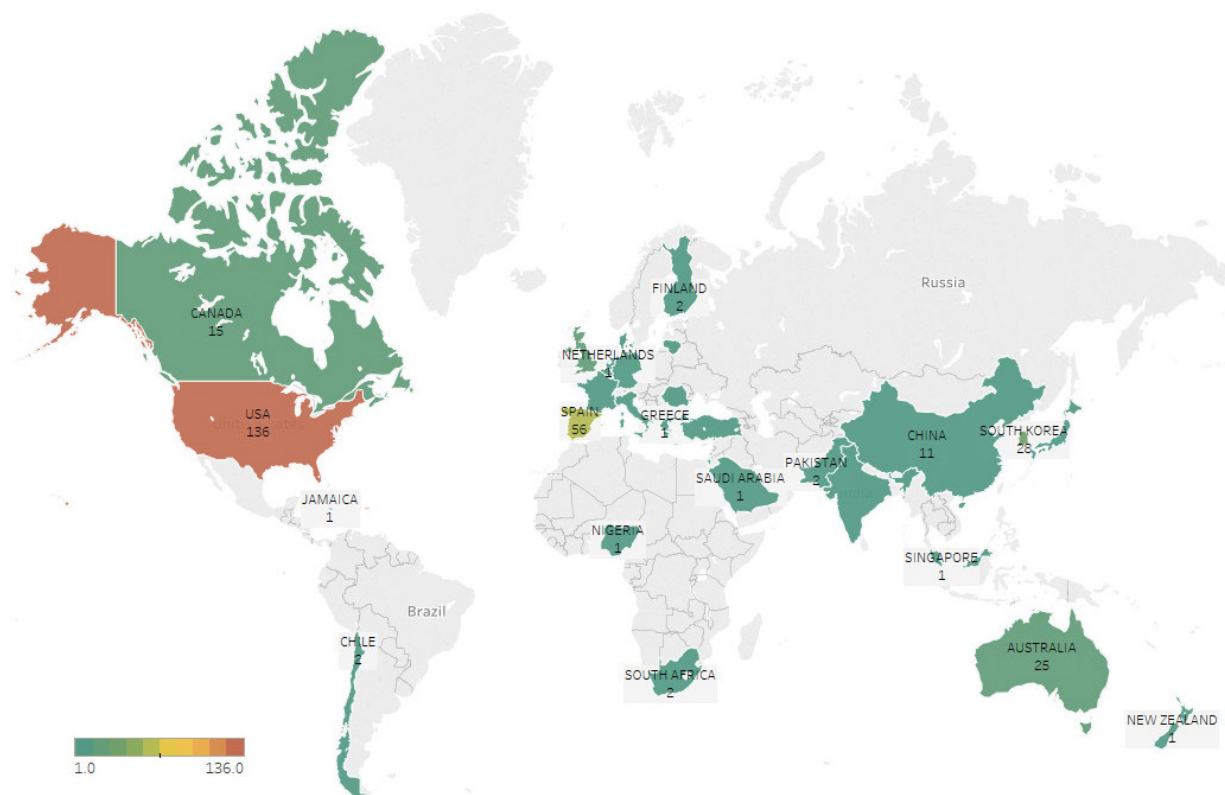 Russia
FINLAND
2
CANADA
15
NETHERLANDS
1
SPAIN
56
GREECE
1
USA
136
CHINA
11
SOUTH KOREA
28
PAKISTAN
2
SAUDI ARABIA
1
JAMAICA
1
NIGERIA
1
SINGAPORE
1
Brazil
CHILE
2
SOUTH AFRICA
2
AUSTRALIA
25
NEW ZEALAND
1
1.0
136.0